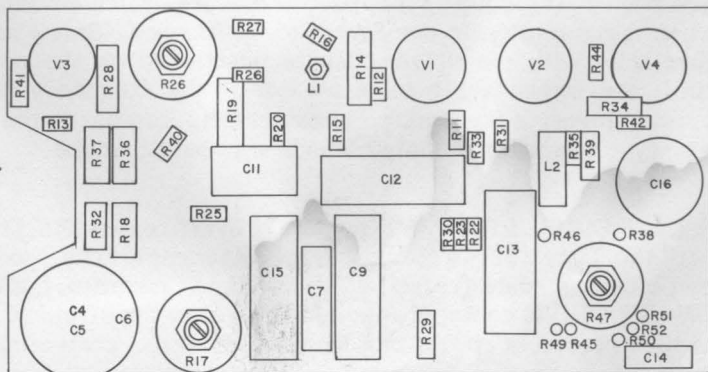 R27
R16
V3
R41
R28
R26
R26
L1
R14
R12
V1
V2
R44
V4
R34
R42
R13
R19
R20
R15
R11
R33
R31
R37
R36
R40
C11
C12
L2
R35
R39
C16
R32
R18
R25
R30
R23
R22
C13
R46
R38
C15
C7
C9
C4
C5
C6
R17
R29
R47
R51
R52
R49
R45
R50
C14